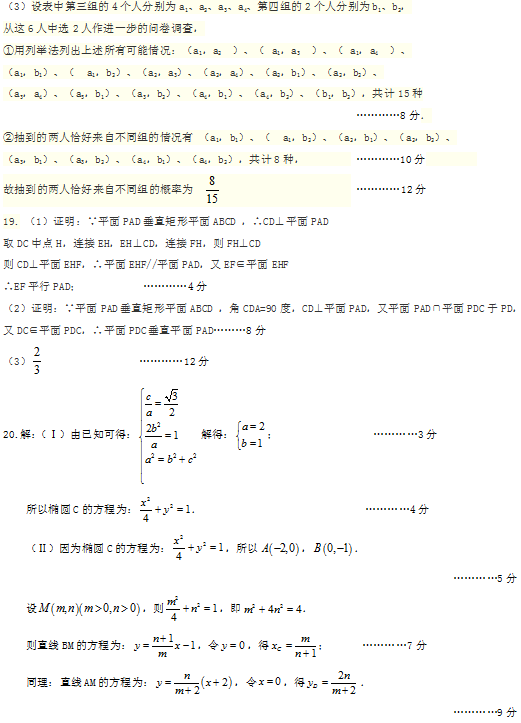 （3）设表中第三组的4个人分别为a₁、a₂、a₃、a₄、第四组的2个人分别为b₁、b₂，
从这6人中选2人作进一步的问卷调查，
①用列举法列出上述所有可能情况：（a₁，a₂ ）、（ a₁，a₃ ）、（ a₁，a₄ ）、
（a₁，b₁）、（ a₁，b₂）、（a₂，a₃）、（a₂，a₄）、（a₂，b₁）、（a₂，b₂）、
（a₃，a₄）、（a₃，b₁）、（a₃，b₂）、（a₄，b₁）、（a₄，b₂）、（b₁，b₂），共计15种
…………8分.
②抽到的两人恰好来自不同组的情况有 （a₁，b₁）、（ a₁，b₂）、（a₂，b₁）、（a₂，b₂）、
（a₃，b₁）、（a₃，b₂）、（a₄，b₁）、（a₄，b₂），共计8种， …………10分
故抽到的两人恰好来自不同组的概率为 8/15 …………12分
19. （1）证明：∵平面PAD垂直矩形平面ABCD ，∴CD⊥平面PAD
取DC中点H，连接EH，EH⊥CD，连接FH，则FH⊥CD
则CD⊥平面EHF，∴平面EHF//平面PAD，又EF∈平面EHF
∴EF平行PAD； …………4分
（2）证明：∵平面PAD垂直矩形平面ABCD ，角CDA=90度，CD⊥平面PAD，又平面PAD∩平面PDC于PD，
又DC∈平面PDC，∴平面PDC垂直平面PAD………8分
（3）2/3 …………12分
20.解：（Ⅰ）由已知可得：{c/a=√3/2, 2b²/a=1, a²=b²+c² 解得：{a=2, b=1； …………3分
所以椭圆C的方程为：x²/4+y²=1. …………4分
（Ⅱ）因为椭圆C的方程为：x²/4+y²=1，所以A(−2,0)，B(0,−1).
…………5分
设M(m,n)(m>0,n>0)，则m²/4+n²=1，即m²+4n²=4.
则直线BM的方程为：y=(n+1)/m x−1，令y=0，得x_C=m/(n+1)； …………7分
同理：直线AM的方程为：y=n/(m+2)(x+2)，令x=0，得y_D=2n/(m+2).
…………9分